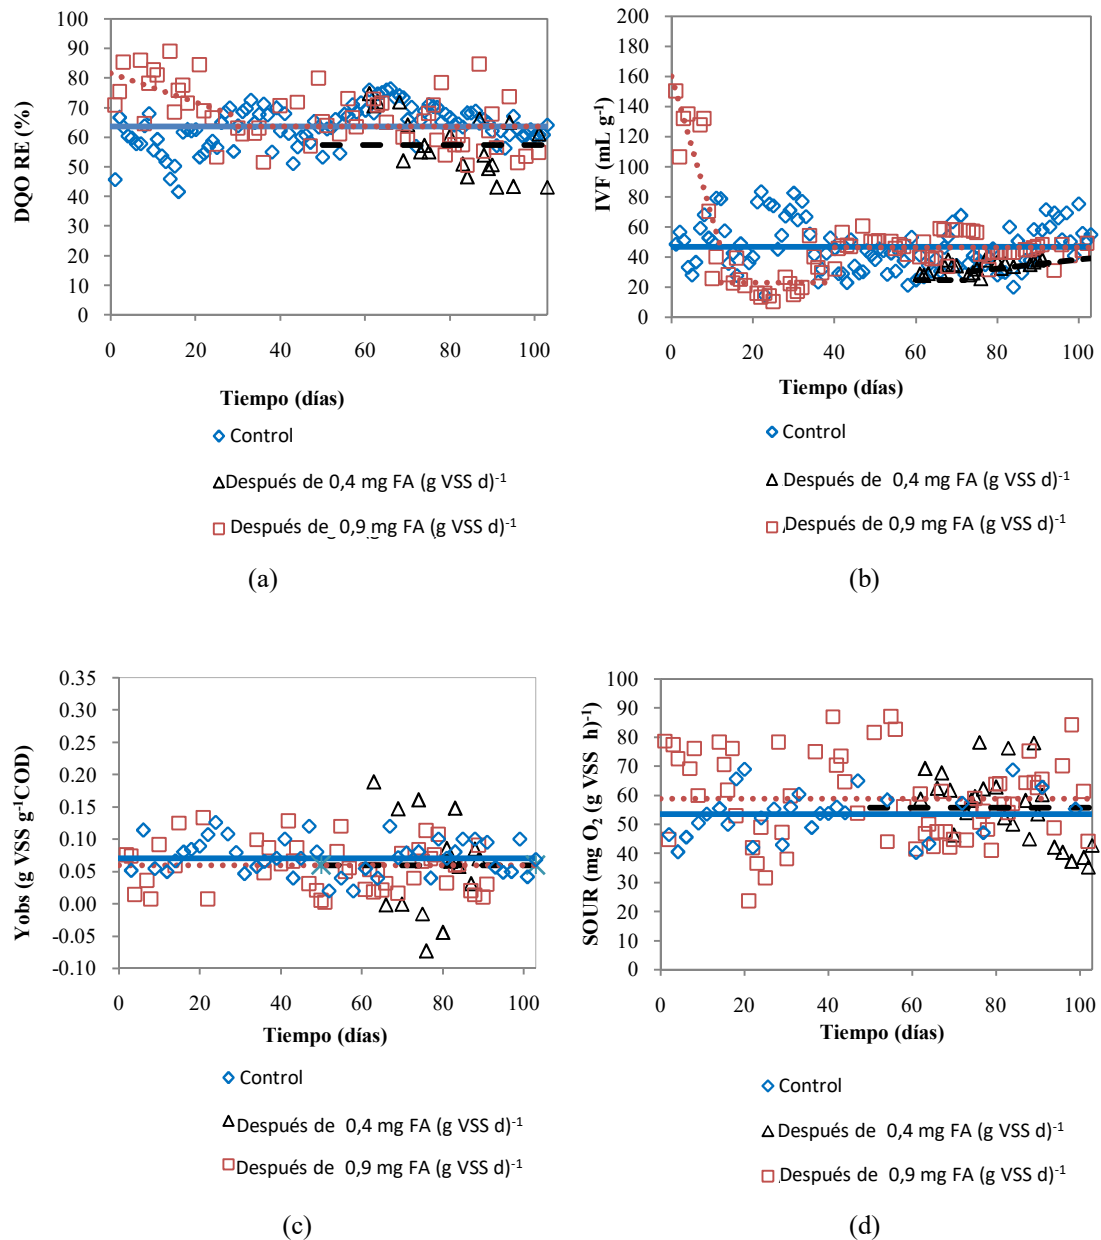 DQO RE (%)
100
90
80
70
60
50
40
30
20
10
0
0 20 40 60 80 100
Tiempo (días)
Control
Después de 0,4 mg FA (g VSS d)-1
Después de 0,9 mg FA (g VSS d)-1
(a)
IVF (mL g-1)
200
180
160
140
120
100
80
60
40
20
0
0 20 40 60 80 100
Tiempo (días)
Control
Después de 0,4 mg FA (g VSS d)-1
Después de 0,9 mg FA (g VSS d)-1
(b)
Yobs (g VSS g-1COD)
0.35
0.30
0.25
0.20
0.15
0.10
0.05
0.00
-0.05
-0.10
0 20 40 60 80 100
Tiempo (días)
Control
Después de 0,4 mg FA (g VSS d)-1
Después de 0,9 mg FA (g VSS d)-1
(c)
SOUR (mg O2 (g VSS h)-1)
100
90
80
70
60
50
40
30
20
10
0
0 20 40 60 80 100
Tiempo (días)
Control
Después de 0,4 mg FA (g VSS d)-1
Después de 0,9 mg FA (g VSS d)-1
(d)